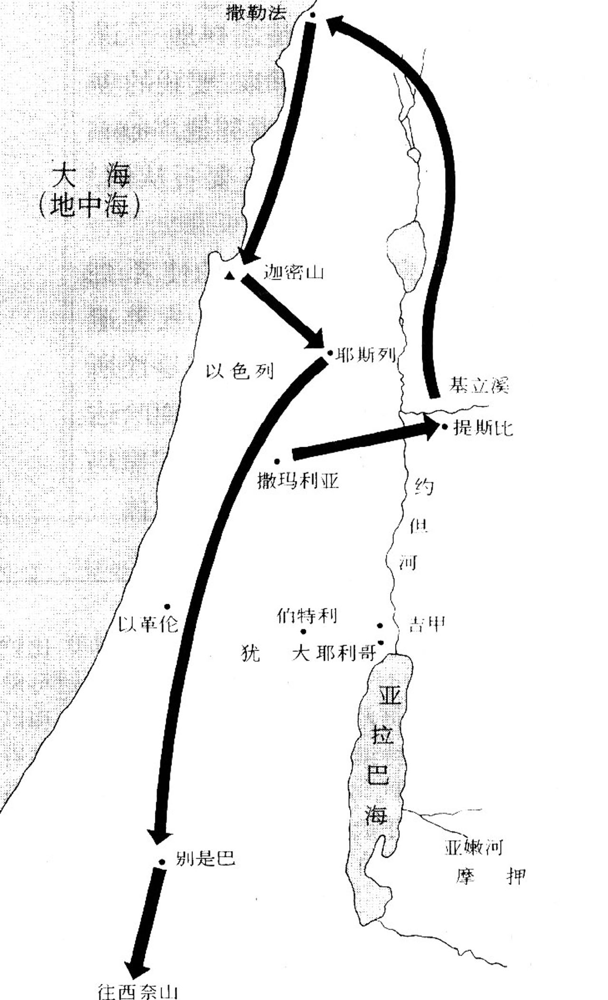 撒勒法
大 海
(地中海)
迦密山
耶斯列
以色列
基立溪
提斯比
撒玛利亚
约但河
伯特利
以革伦
吉甲
犹 大
耶利哥
亚拉巴海
亚嫩河
别是巴
摩 押
往西奈山